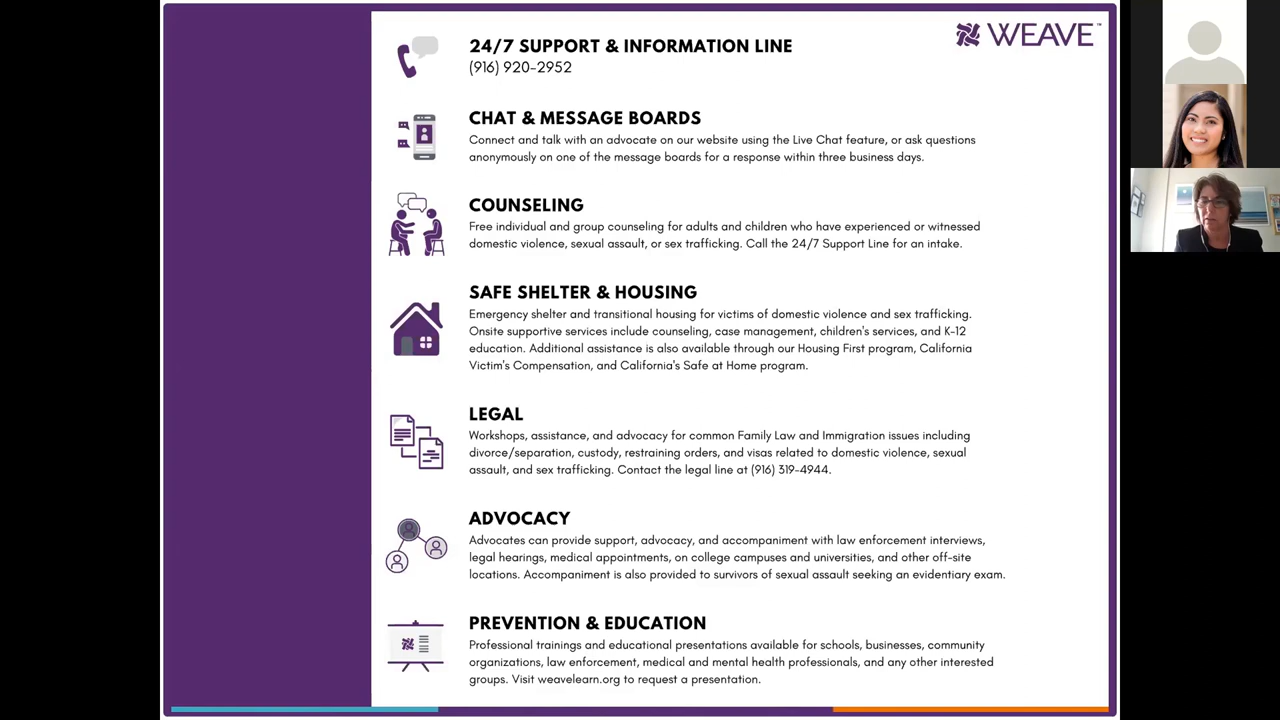 WEAVE™
24/7 SUPPORT & INFORMATION LINE
(916) 920-2952
CHAT & MESSAGE BOARDS
Connect and talk with an advocate on our website using the Live Chat feature, or ask questions
anonymously on one of the message boards for a response within three business days.
COUNSELING
Free individual and group counseling for adults and children who have experienced or witnessed
domestic violence, sexual assault, or sex trafficking. Call the 24/7 Support Line for an intake.
SAFE SHELTER & HOUSING
Emergency shelter and transitional housing for victims of domestic violence and sex trafficking.
Onsite supportive services include counseling, case management, children's services, and K-12
education. Additional assistance is also available through our Housing First program, California
Victim's Compensation, and California's Safe at Home program.
LEGAL
Workshops, assistance, and advocacy for common Family Law and Immigration issues including
divorce/separation, custody, restraining orders, and visas related to domestic violence, sexual
assault, and sex trafficking. Contact the legal line at (916) 319-4944.
ADVOCACY
Advocates can provide support, advocacy, and accompaniment with law enforcement interviews,
legal hearings, medical appointments, on college campuses and universities, and other off-site
locations. Accompaniment is also provided to survivors of sexual assault seeking an evidentiary exam.
PREVENTION & EDUCATION
Professional trainings and educational presentations available for schools, businesses, community
organizations, law enforcement, medical and mental health professionals, and any other interested
groups. Visit weavelearn.org to request a presentation.